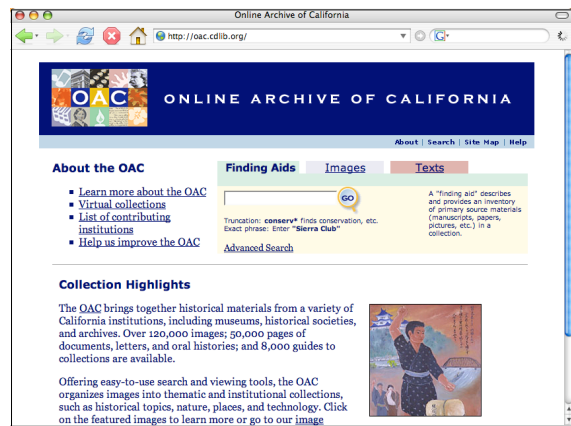 Online Archive of California
http://oac.cdlib.org/
G
OAC
ONLINE ARCHIVE OF CALIFORNIA
About | Search | Site Map | Help
About the OAC
Learn more about the OAC
Virtual collections
List of contributing
institutions
Help us improve the OAC
Finding Aids Images Texts
GO
Truncation: conserv* finds conservation, etc.
Exact phrase: Enter "Sierra Club"
Advanced Search
A "finding aid" describes
and provides an inventory
of primary source materials
(manuscripts, papers,
pictures, etc.) in a
collection.
Collection Highlights
The OAC brings together historical materials from a variety of
California institutions, including museums, historical societies,
and archives. Over 120,000 images; 50,000 pages of
documents, letters, and oral histories; and 8,000 guides to
collections are available.
Offering easy-to-use search and viewing tools, the OAC
organizes images into thematic and institutional collections,
such as historical topics, nature, places, and technology. Click
on the featured images to learn more or go to our image